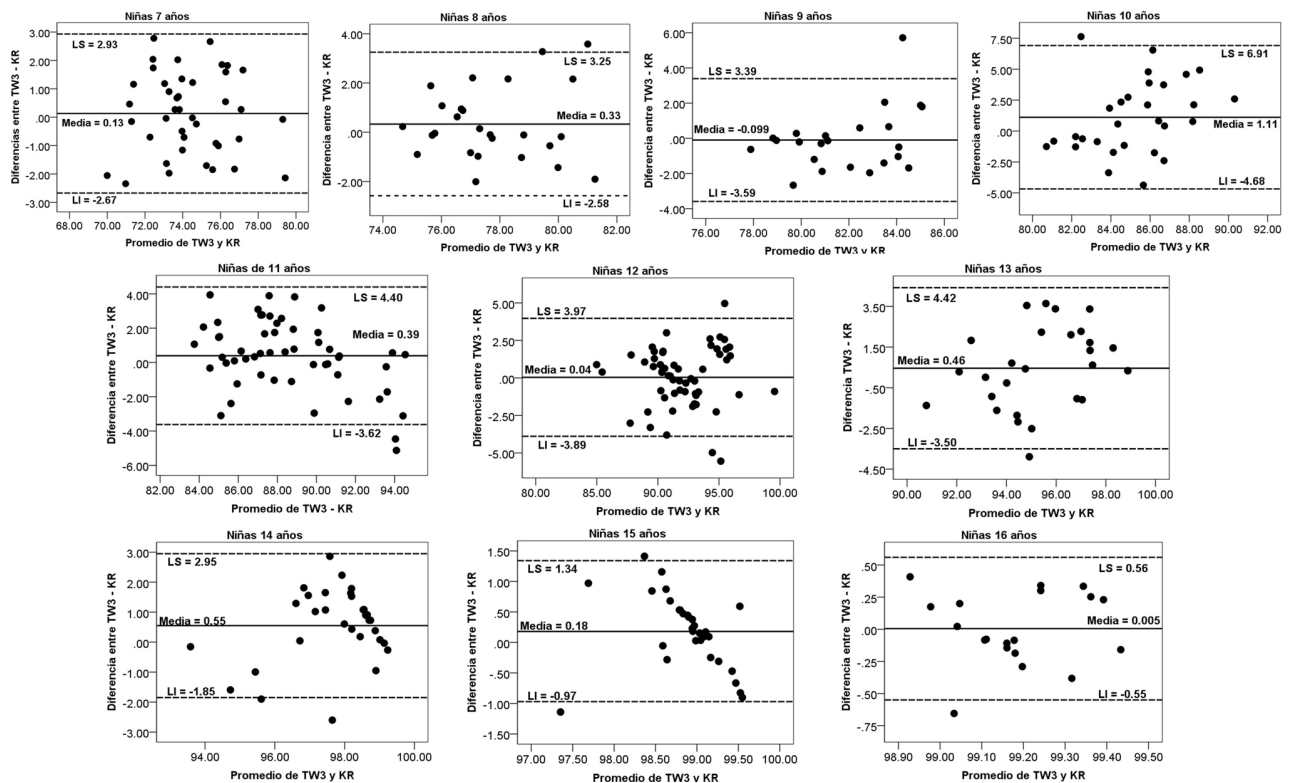 Niñas 7 años
Diferencias entre TW3 - KR
3.00
2.00
1.00
.00
-1.00
-2.00
-3.00
LS = 2.93
Media = 0.13
LI = -2.67
68.00 70.00 72.00 74.00 76.00 78.00 80.00
Promedio de TW3 y KR
Niñas 8 años
Diferencia entre TW3 - KR
4.00
2.00
.00
-2.00
LS = 3.25
Media = 0.33
LI = -2.58
74.00 76.00 78.00 80.00 82.00
Promedio de TW3 y KR
Niñas 9 años
Diferencia entre TW3 - KR
6.00
4.00
2.00
.00
-2.00
-4.00
LS = 3.39
Media = -0.099
LI = -3.59
76.00 78.00 80.00 82.00 84.00 86.00
Promedio de TW3 y KR
Niñas 10 años
Diferencia entre TW3 - KR
7.50
5.00
2.50
.00
-2.50
-5.00
LS = 6.91
Media = 1.11
LI = -4.68
80.00 82.00 84.00 86.00 88.00 90.00 92.00
Promedio de TW3 y KR
Niñas de 11 años
Diferencia entre TW3 - KR
4.00
2.00
.00
-2.00
-4.00
-6.00
LS = 4.40
Media = 0.39
LI = -3.62
82.00 84.00 86.00 88.00 90.00 92.00 94.00
Promedio de TW3 - KR
Niñas 12 años
Diferencia entre TW3 - KR
5.00
2.50
.00
-2.50
-5.00
LS = 3.97
Media = 0.04
LI = -3.89
80.00 85.00 90.00 95.00 100.00
Promedio de TW3 y KR
Niñas 13 años
Diferencia TW3 - KR
3.50
1.50
-.50
-2.50
-4.50
LS = 4.42
Media = 0.46
LI = -3.50
90.00 92.00 94.00 96.00 98.00 100.00
Promedio de TW3 y KR
Niñas 14 años
Diferencia entre TW3 - KR
3.00
2.00
1.00
.00
-1.00
-2.00
-3.00
LS = 2.95
Media = 0.55
LI = -1.85
94.00 96.00 98.00 100.00
Promedio de TW3 y KR
Niñas 15 años
Diferencia entre TW3 - KR
1.50
1.00
.50
.00
-.50
-1.00
-1.50
LS = 1.34
Media = 0.18
LI = -0.97
97.00 97.50 98.00 98.50 99.00 99.50 100.00
Promedio de TW3 y KR
Niñas 16 años
Diferencia entre TW3 - KR
.50
.25
.00
-.25
-.50
-.75
LS = 0.56
Media = 0.005
LI = -0.55
98.90 99.00 99.10 99.20 99.30 99.40 99.50
Promedio de TW3 y KR